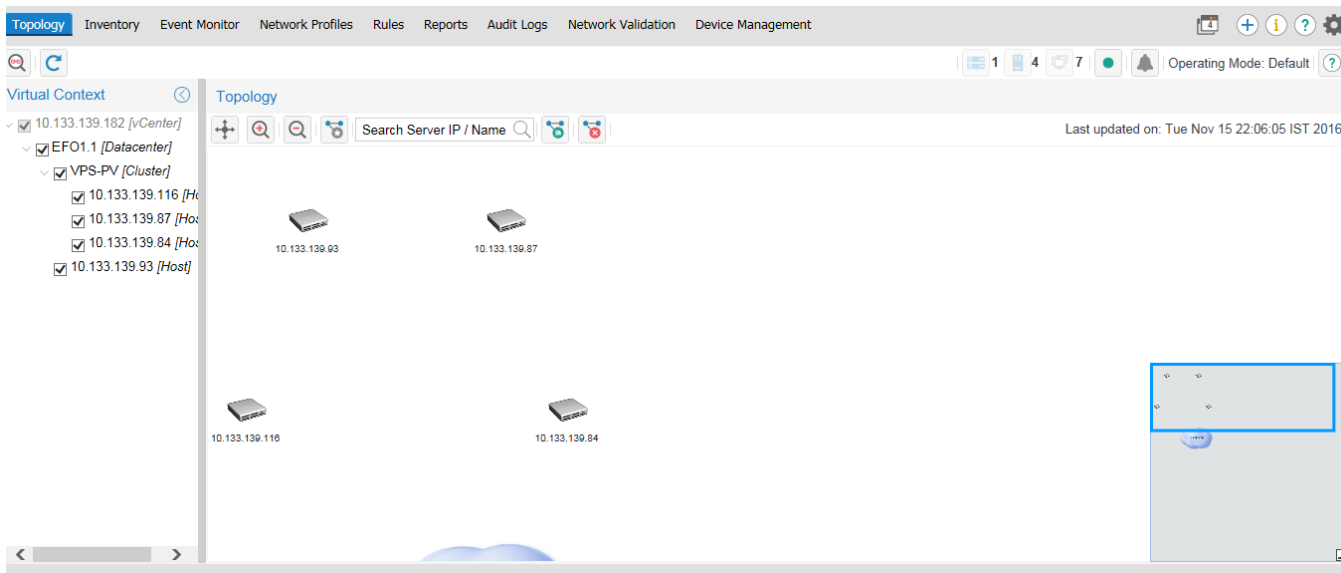 Topology Inventory Event Monitor Network Profiles Rules Reports Audit Logs Network Validation Device Management 4 + i ?
1 4 7 Operating Mode: Default ?
Virtual Context
Topology
10.133.139.182 [vCenter]
EFO1.1 [Datacenter]
VPS-PV [Cluster]
10.133.139.116 [Ho
10.133.139.87 [Hos
10.133.139.84 [Hos
10.133.139.93 [Host]
Search Server IP / Name
Last updated on: Tue Nov 15 22:06:05 IST 2016
10.133.139.93
10.133.139.87
10.133.139.116
10.133.139.84